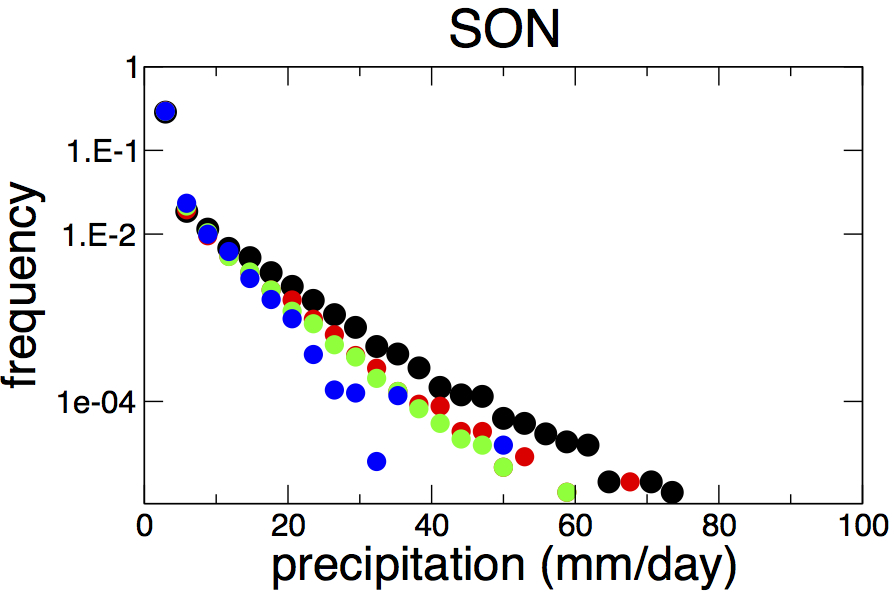 SON
1
1.E-1
1.E-2
1e-04
frequency
0 20 40 60 80 100
precipitation (mm/day)